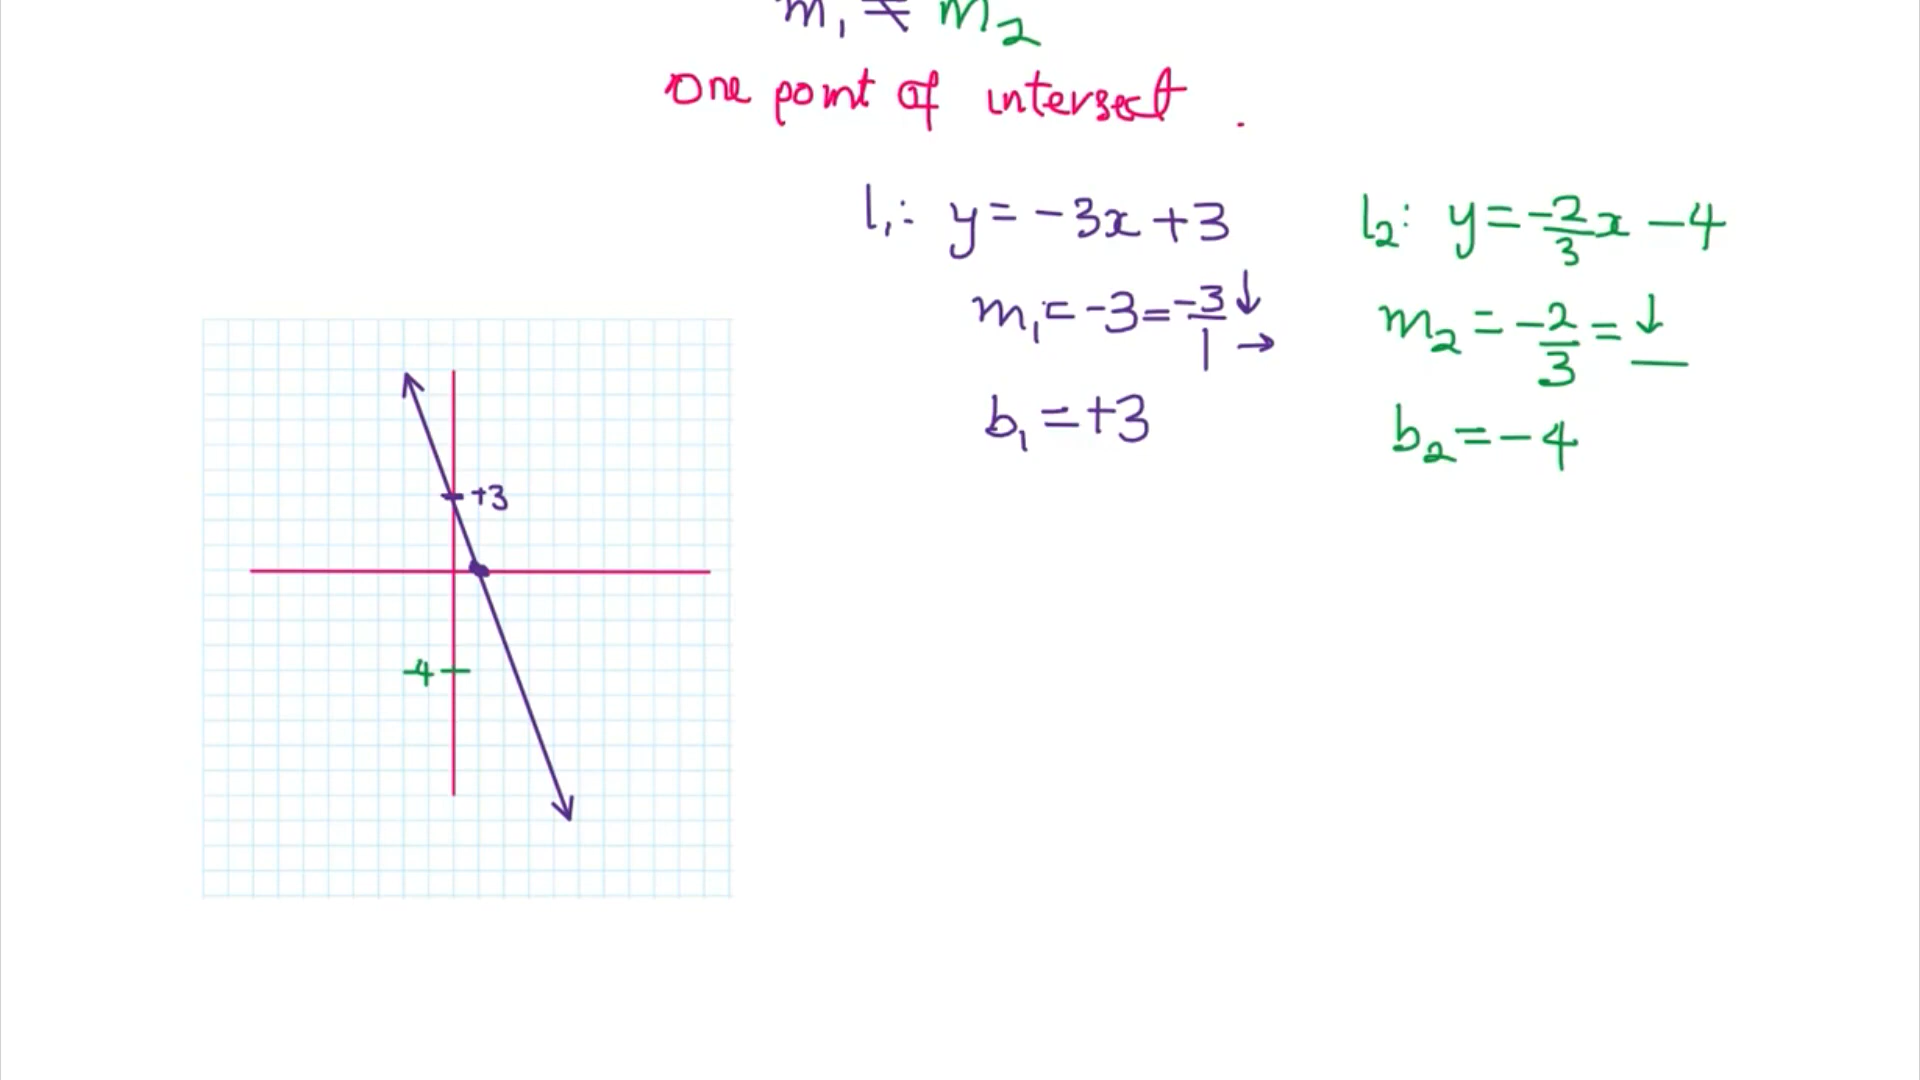 m₁ ≠ m₂
One point of intersect.
l₁: y = -3x + 3
l₂: y = -2/3 x - 4
m₁ = -3 = -3↓/1→
m₂ = -2/3 = ↓/
b₁ = +3
b₂ = -4
+3
-4